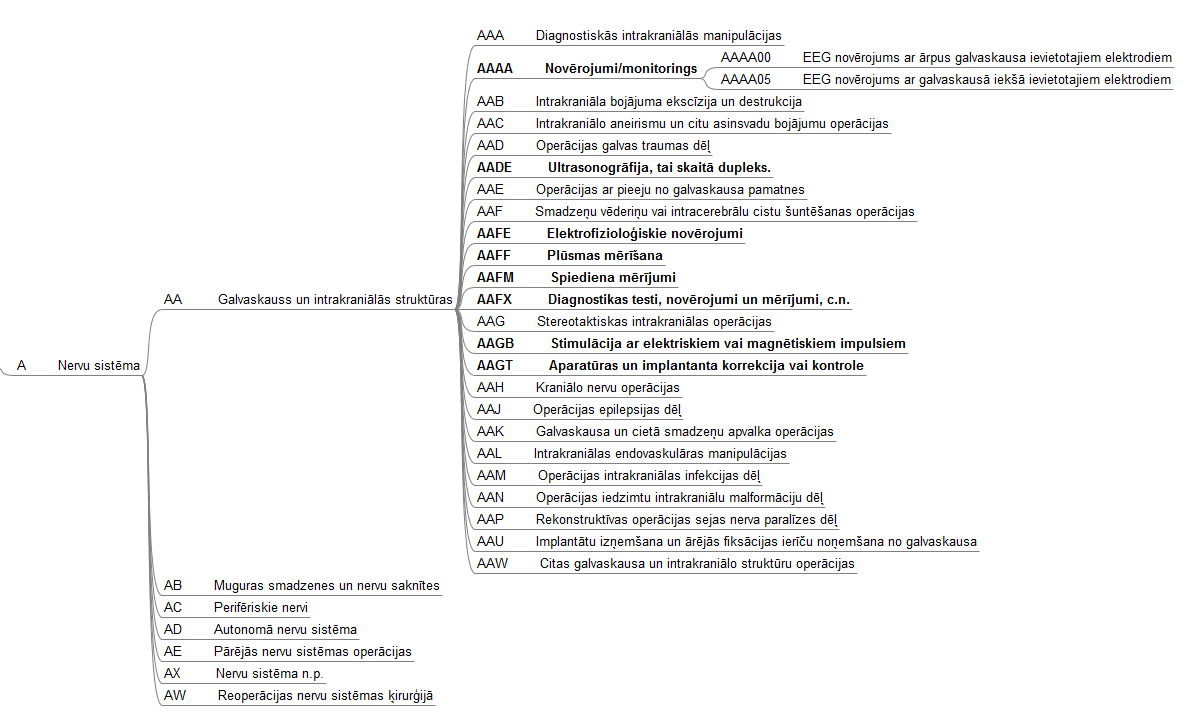 AAA Diagnostiskās intrakraniālās manipulācijas
AAAA Novērojumi/monitorings
AAAA00 EEG novērojums ar ārpus galvaskausa ievietotajiem elektrodiem
AAAA05 EEG novērojums ar galvaskausā iekšā ievietotajiem elektrodiem
AAB Intrakraniāla bojājuma ekscīzija un destrukcija
AAC Intrakraniālo aneirismu un citu asinsvadu bojājumu operācijas
AAD Operācijas galvas traumas dēļ
AADE Ultrasonogrāfija, tai skaitā dupleks.
AAE Operācijas ar pieeju no galvaskausa pamatnes
AAF Smadzeņu vēderiņu vai intracerebrālu cistu šuntēšanas operācijas
AAFE Elektrofizioloģiskie novērojumi
AAFF Plūsmas mērīšana
AAFM Spiediena mērījumi
AA Galvaskauss un intrakraniālās struktūras
AAFX Diagnostikas testi, novērojumi un mērījumi, c.n.
AAG Stereotaktiskas intrakraniālas operācijas
AAGB Stimulācija ar elektriskiem vai magnētiskiem impulsiem
A Nervu sistēma
AAGT Aparatūras un implantanta korrekcija vai kontrole
AAH Kraniālo nervu operācijas
AAJ Operācijas epilepsijas dēļ
AAK Galvaskausa un cietā smadzeņu apvalka operācijas
AAL Intrakraniālas endovaskulāras manipulācijas
AAM Operācijas intrakraniālas infekcijas dēļ
AAN Operācijas iedzimtu intrakraniālu malformāciju dēļ
AAP Rekonstruktīvas operācijas sejas nerva paralīzes dēļ
AAU Implantātu izņemšana un ārējās fiksācijas ierīču noņemšana no galvaskausa
AAW Citas galvaskausa un intrakraniālo struktūru operācijas
AB Muguras smadzenes un nervu saknītes
AC Perifēriskie nervi
AD Autonomā nervu sistēma
AE Pārējās nervu sistēmas operācijas
AX Nervu sistēma n.p.
AW Reoperācijas nervu sistēmas ķirurģijā